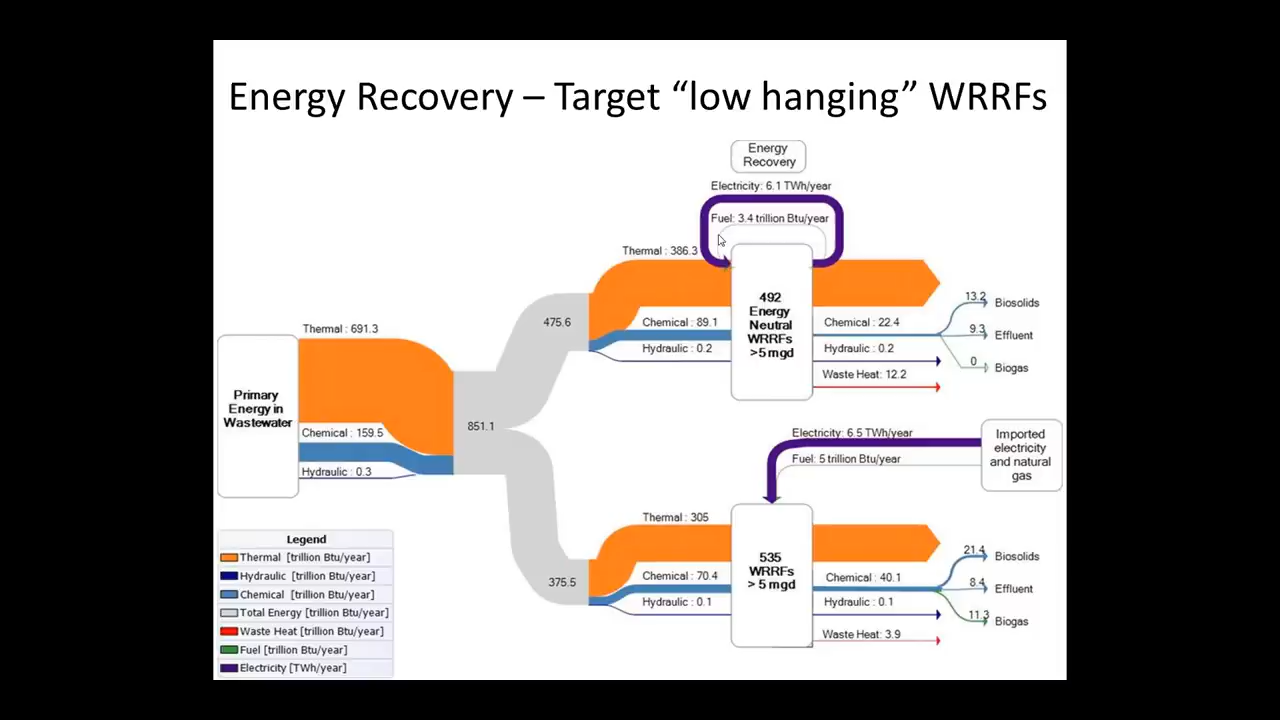 Energy Recovery – Target “low hanging” WRRFs
Energy
Recovery
Electricity: 6.1 TWh/year
Fuel: 3.4 trillion Btu/year
Thermal : 386.3
475.6
492
Energy
Neutral
WRRFs
>5 mgd
Chemical : 89.1
Hydraulic : 0.2
Chemical : 22.4
Hydraulic : 0.2
Waste Heat: 12.2
13.2 Biosolids
9.3 Effluent
0 Biogas
Thermal : 691.3
Primary
Energy in
Wastewater
Chemical : 159.5
Hydraulic : 0.3
851.1
Electricity: 6.5 TWh/year
Fuel: 5 trillion Btu/year
Imported
electricity
and natural
gas
Thermal : 305
375.5
535
WRRFs
> 5 mgd
Chemical : 70.4
Hydraulic : 0.1
Chemical : 40.1
Hydraulic : 0.1
Waste Heat: 3.9
21.4 Biosolids
8.4 Effluent
11.3 Biogas
Legend
Thermal [trillion Btu/year]
Hydraulic [trillion Btu/year]
Chemical [trillion Btu/year]
Total Energy [trillion Btu/year]
Waste Heat [trillion Btu/year]
Fuel [trillion Btu/year]
Electricity [TWh/year]